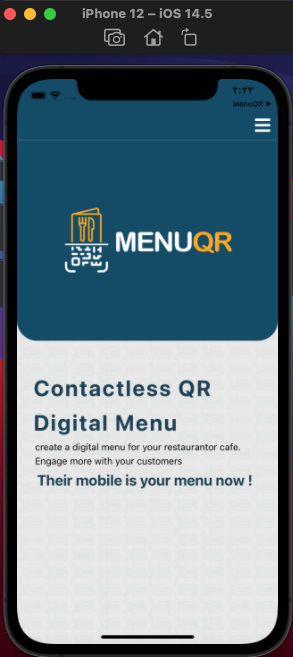 iPhone 12 – iOS 14.5
٢:٢٣
MenuQR ▶
MENUQR
Contactless QR
Digital Menu
create a digital menu for your restaurantor cafe.
Engage more with your customers
Their mobile is your menu now !